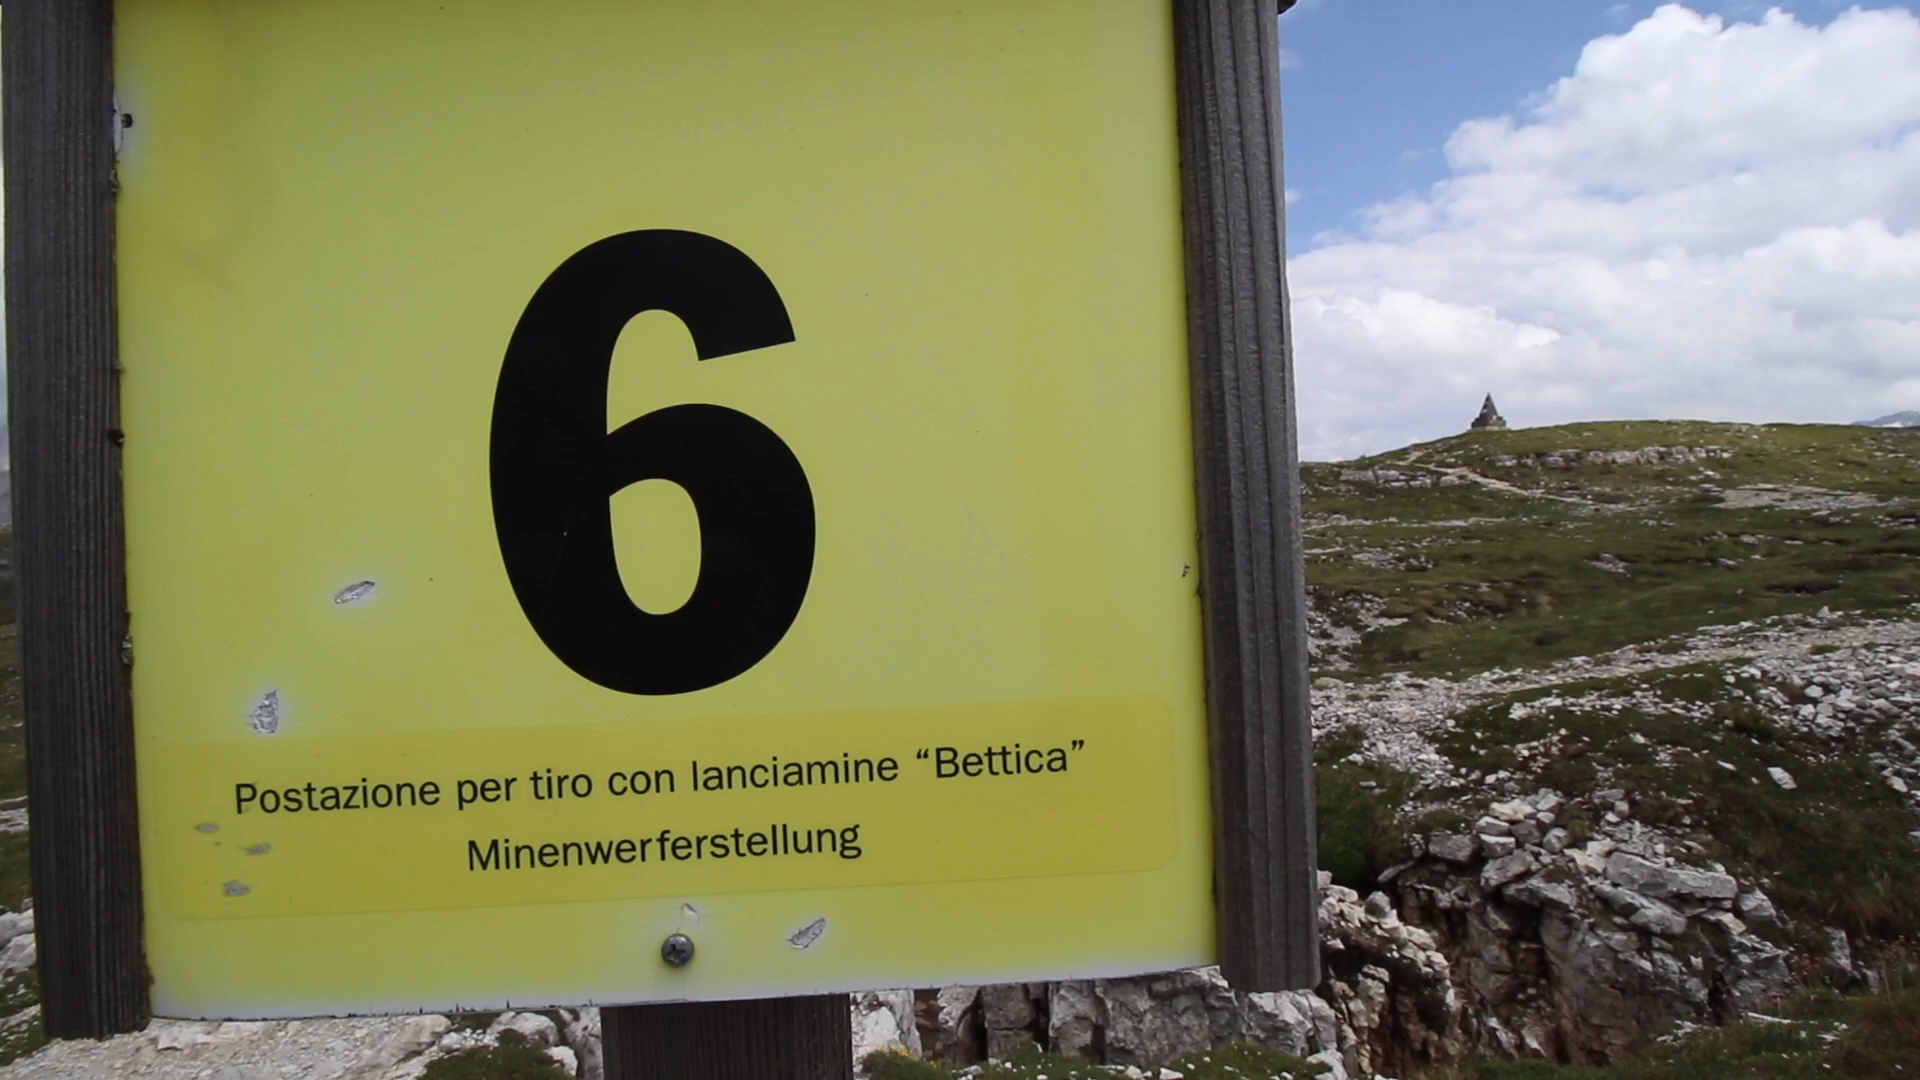 6
Postazione per tiro con lanciamine “Bettica”
Minenwerferstellung